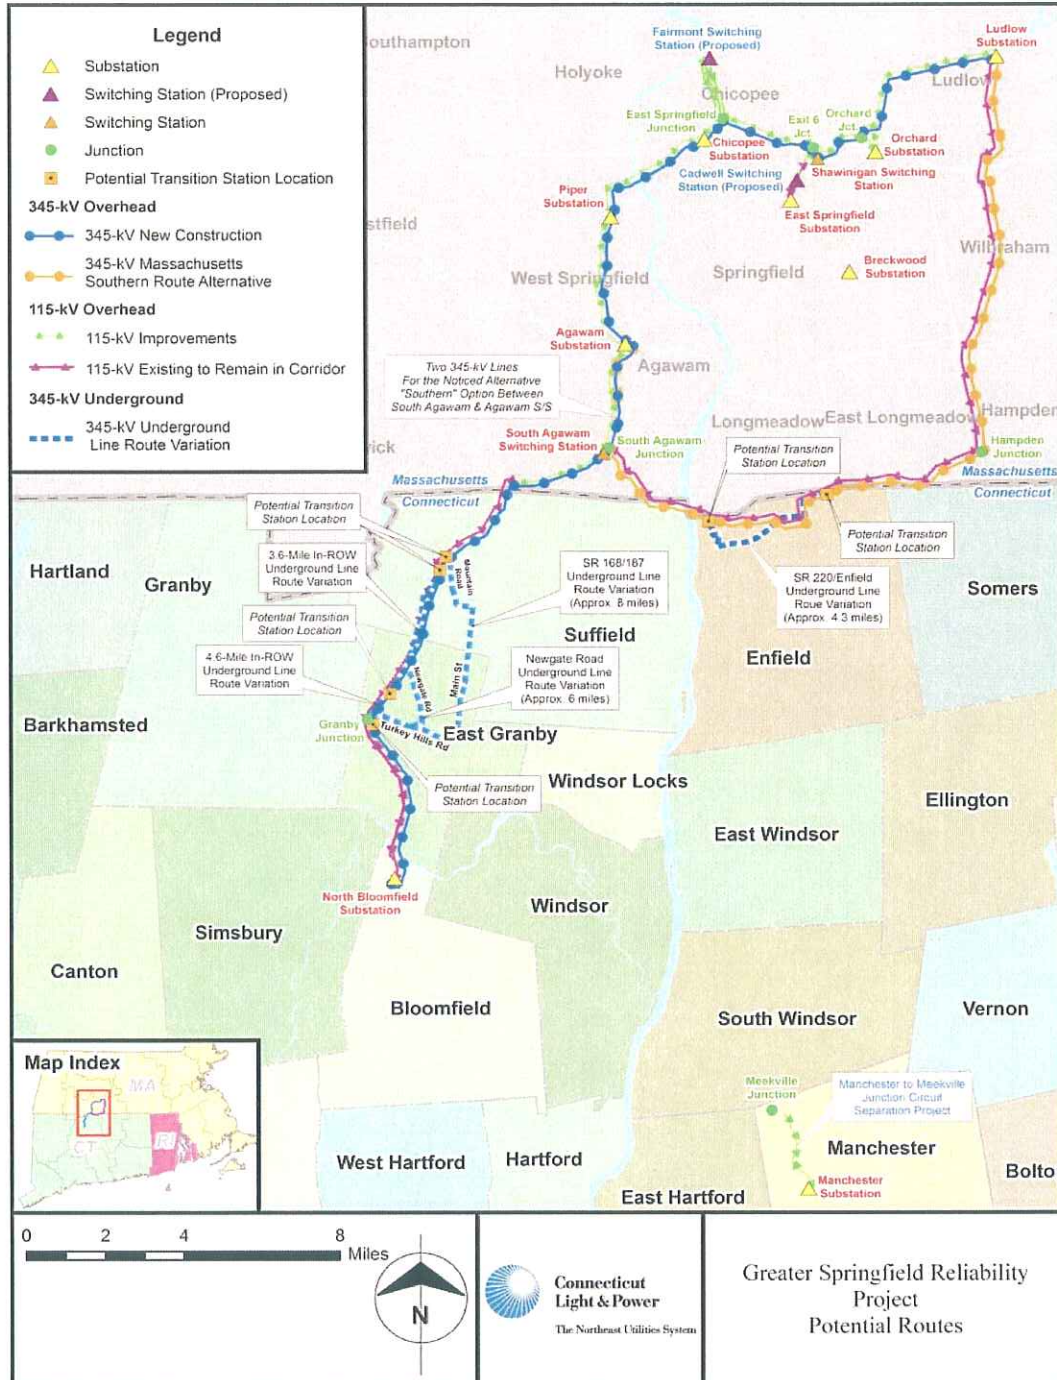 Legend
Substation
Switching Station (Proposed)
Switching Station
Junction
Potential Transition Station Location
345-kV Overhead
345-kV New Construction
345-kV Massachusetts
Southern Route Alternative
115-kV Overhead
115-kV Improvements
115-kV Existing to Remain in Corridor
345-kV Underground
345-kV Underground
Line Route Variation
outhampton
Holyoke
Fairmont Switching
Station (Proposed)
Chicopee
Ludlow
Substation
Ludlow
East Springfield
Junction
Exit 6
Jct.
Orchard
Jct.
Chicopee
Substation
Orchard
Substation
Cadwell Switching
Station (Proposed)
Shawinigan Switching
Station
Piper
Substation
East Springfield
Substation
stfield
West Springfield
Springfield
Breckwood
Substation
Wilbraham
Agawam
Substation
Agawam
Two 345-kV Lines
For the Noticed Alternative
"Southern" Option Between
South Agawam & Agawam S/S
Longmeadow
East Longmeadow
Hampden
South Agawam
Switching Station
South Agawam
Junction
Potential Transition
Station Location
Hampden
Junction
wick
Massachusetts
Connecticut
Massachusetts
Connecticut
Potential Transition
Station Location
Potential Transition
Station Location
3.6-Mile In-ROW
Underground Line
Route Variation
Mountain
Road
SR 168/187
Underground Line
Route Variation
(Approx. 8 miles)
SR 220/Enfield
Underground Line
Roue Variation
(Approx. 4.3 miles)
Hartland
Granby
Somers
Potential Transition
Station Location
Suffield
Enfield
4.6-Mile In-ROW
Underground Line
Route Variation
Newgate Rd
Main St
Newgate Road
Underground Line
Route Variation
(Approx. 6 miles)
Barkhamsted
Granby
Junction
Turkey Hills Rd
East Granby
Potential Transition
Station Location
Windsor Locks
East Windsor
Ellington
North Bloomfield
Substation
Windsor
Simsbury
Canton
Bloomfield
South Windsor
Vernon
Map Index
MA
CT
RI
Meekville
Junction
Manchester to Meekville
Junction Circuit
Separation Project
Manchester
West Hartford
Hartford
East Hartford
Manchester
Substation
Bolto
0 2 4 8
Miles
N
Connecticut
Light & Power
The Northeast Utilities System
Greater Springfield Reliability
Project
Potential Routes